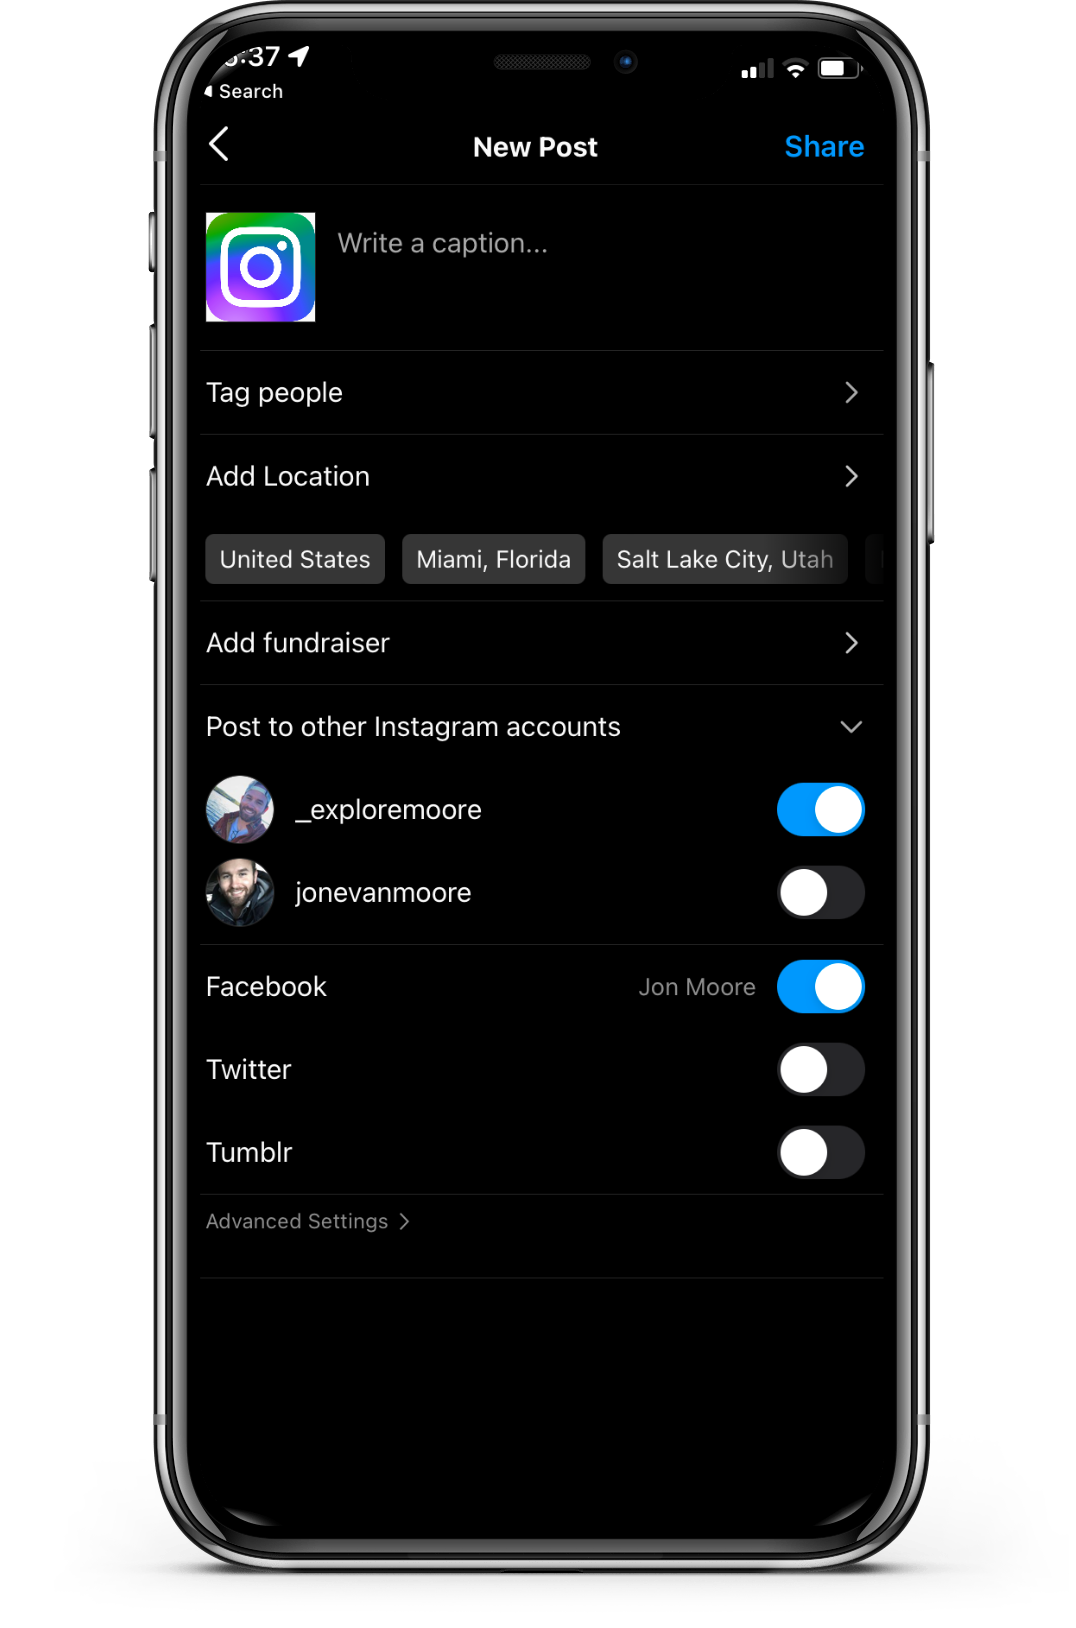 :37
Search
New Post
Share
Write a caption...
Tag people
Add Location
United States
Miami, Florida
Salt Lake City, Utah
Add fundraiser
Post to other Instagram accounts
_exploremoore
jonevanmoore
Facebook
Jon Moore
Twitter
Tumblr
Advanced Settings